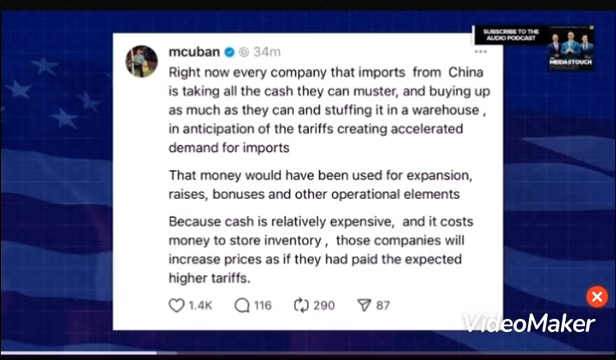 SUBSCRIBE TO THE
AUDIO PODCAST
MEIDASTOUCH
mcuban 34m
Right now every company that imports from China
is taking all the cash they can muster, and buying up
as much as they can and stuffing it in a warehouse ,
in anticipation of the tariffs creating accelerated
demand for imports
That money would have been used for expansion,
raises, bonuses and other operational elements
Because cash is relatively expensive, and it costs
money to store inventory , those companies will
increase prices as if they had paid the expected
higher tariffs.
1.4K 116 290 87
VideoMaker